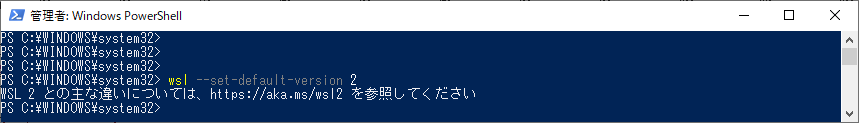 管理者: Windows PowerShell
PS C:¥WINDOWS¥system32>
PS C:¥WINDOWS¥system32>
PS C:¥WINDOWS¥system32>
PS C:¥WINDOWS¥system32> wsl --set-default-version 2
WSL 2 との主な違いについては、https://aka.ms/wsl2 を参照してください
PS C:¥WINDOWS¥system32>